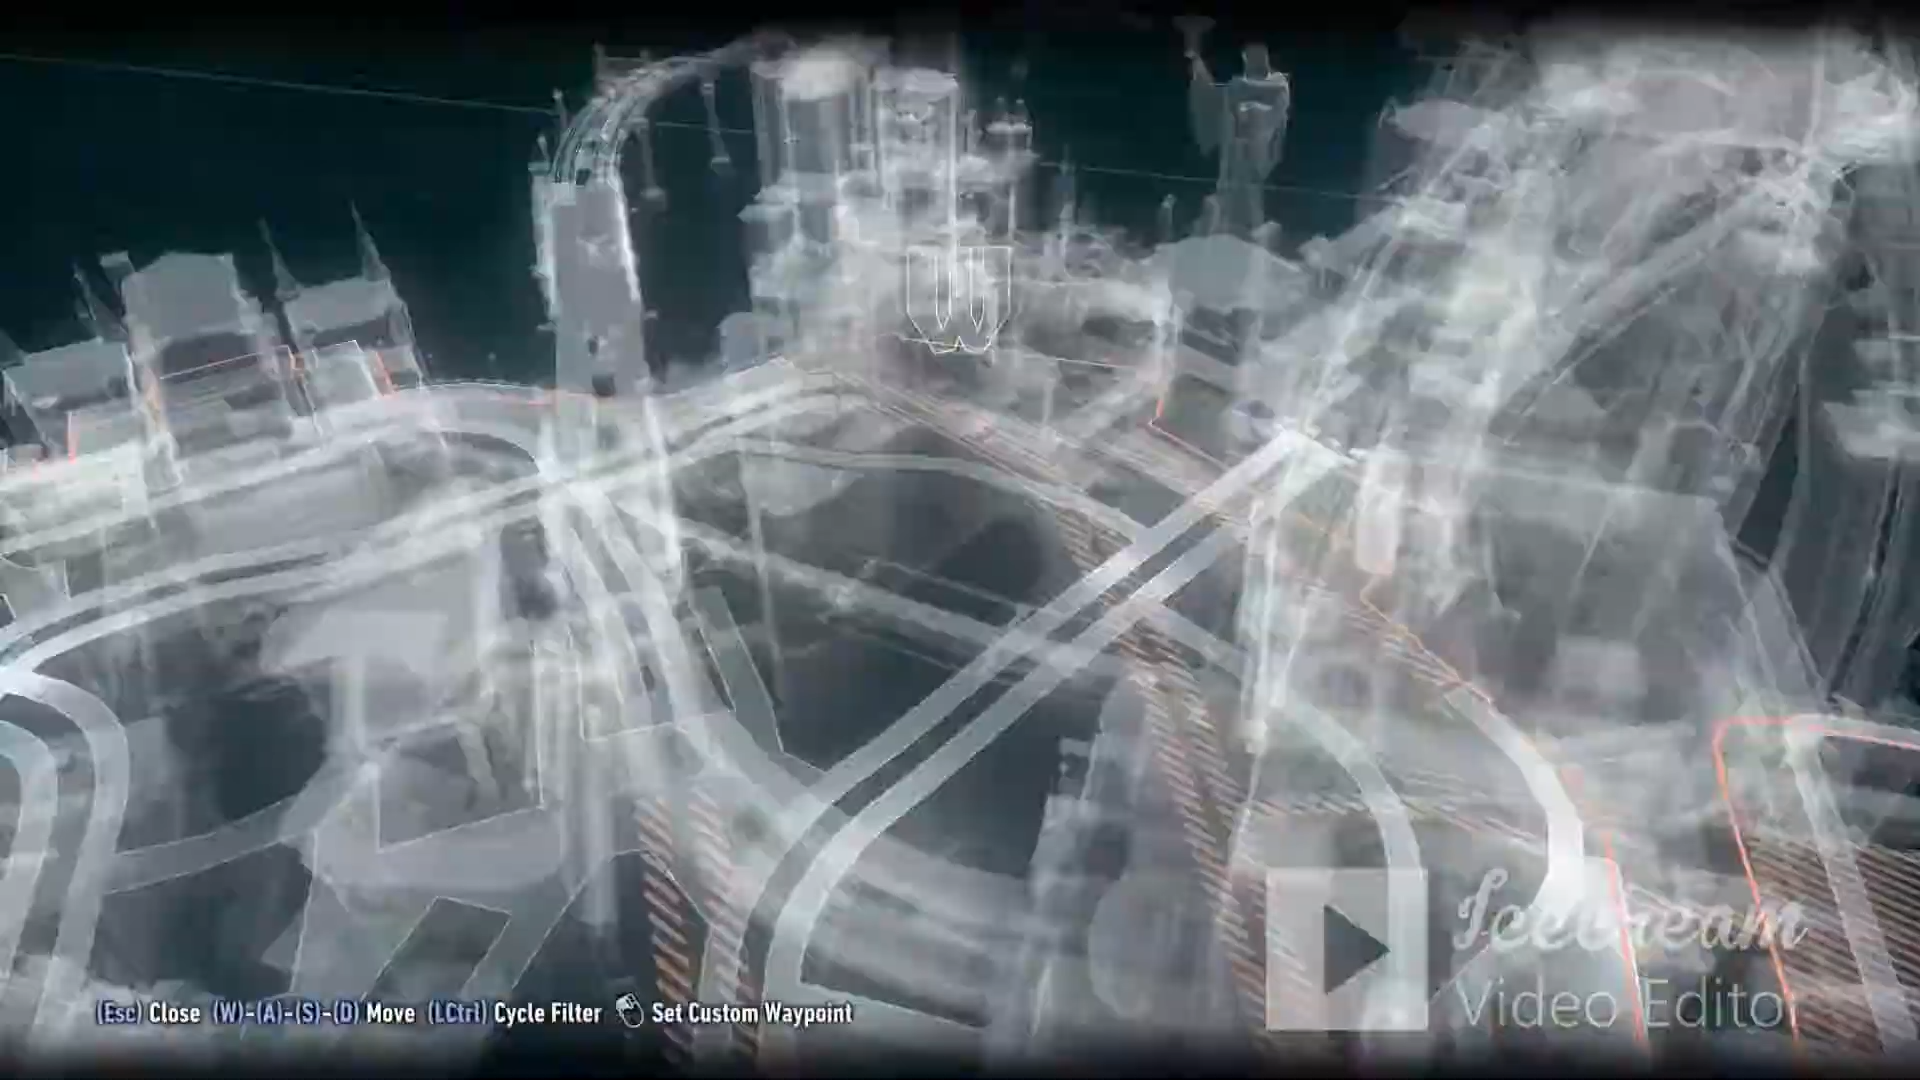 Icecream
Video Editor
(Esc) Close (W)-(A)-(S)-(D) Move (LCtrl) Cycle Filter Set Custom Waypoint